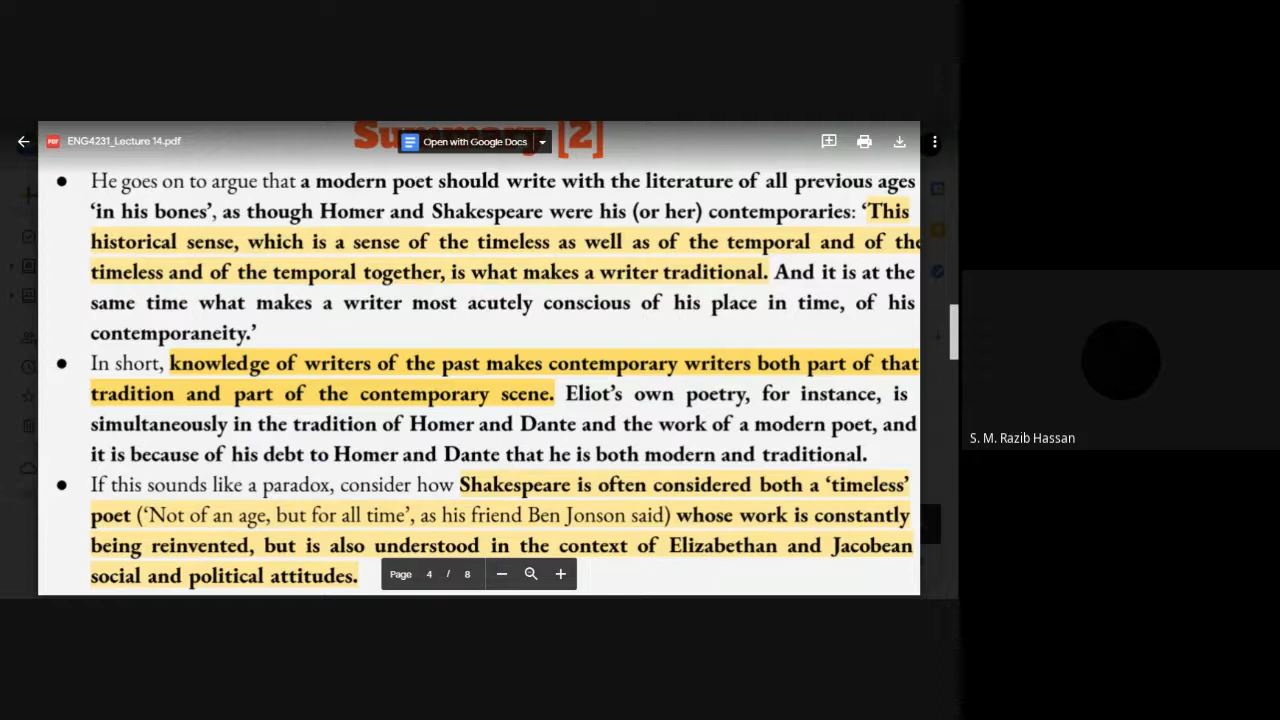 ENG4231_Lecture 14.pdf
Open with Google Docs
Summary [2]
● He goes on to argue that a modern poet should write with the literature of all previous ages
‘in his bones’, as though Homer and Shakespeare were his (or her) contemporaries: ‘This
historical sense, which is a sense of the timeless as well as of the temporal and of the
timeless and of the temporal together, is what makes a writer traditional. And it is at the
same time what makes a writer most acutely conscious of his place in time, of his
contemporaneity.’
● In short, knowledge of writers of the past makes contemporary writers both part of that
tradition and part of the contemporary scene. Eliot’s own poetry, for instance, is
simultaneously in the tradition of Homer and Dante and the work of a modern poet, and
it is because of his debt to Homer and Dante that he is both modern and traditional.
● If this sounds like a paradox, consider how Shakespeare is often considered both a ‘timeless’
poet (‘Not of an age, but for all time’, as his friend Ben Jonson said) whose work is constantly
being reinvented, but is also understood in the context of Elizabethan and Jacobean
social and political attitudes.
Page 4 / 8
S. M. Razib Hassan